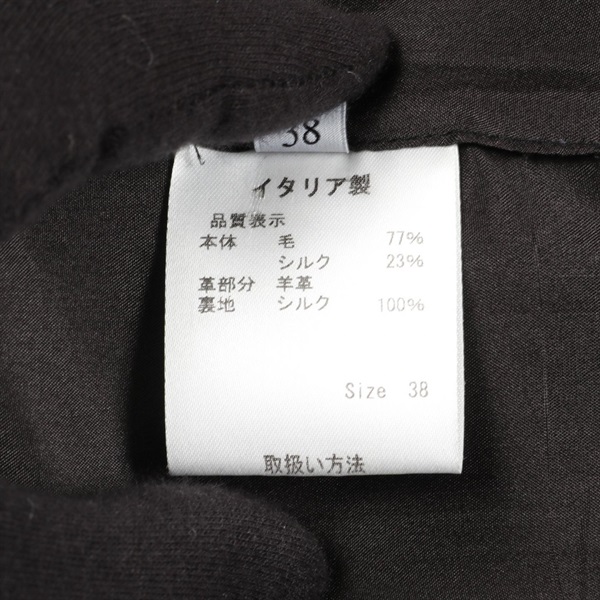 38
イタリア製
品質表示
本体 毛 77%
シルク 23%
革部分 羊革
裏地 シルク 100%
Size 38
取扱い方法